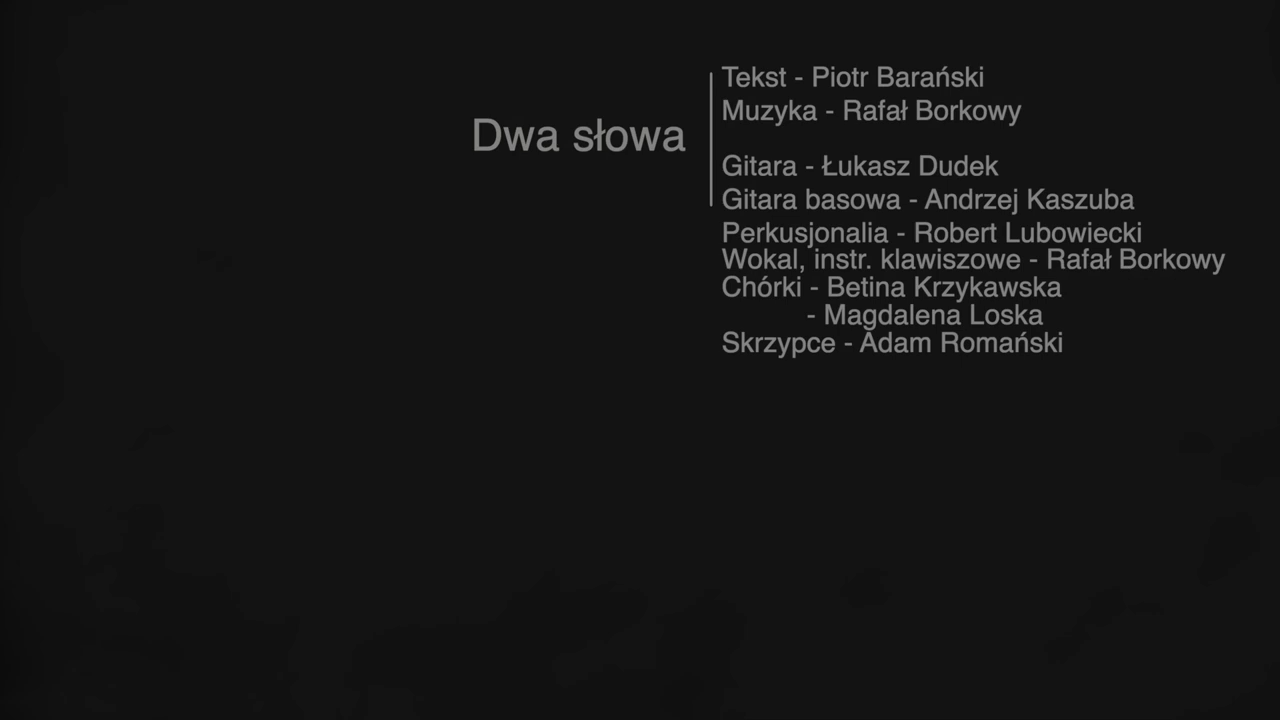 Dwa słowa
Tekst - Piotr Barański
Muzyka - Rafał Borkowy
Gitara - Łukasz Dudek
Gitara basowa - Andrzej Kaszuba
Perkusjonalia - Robert Lubowiecki
Wokal, instr. klawiszowe - Rafał Borkowy
Chórki - Betina Krzykawska
- Magdalena Loska
Skrzypce - Adam Romański